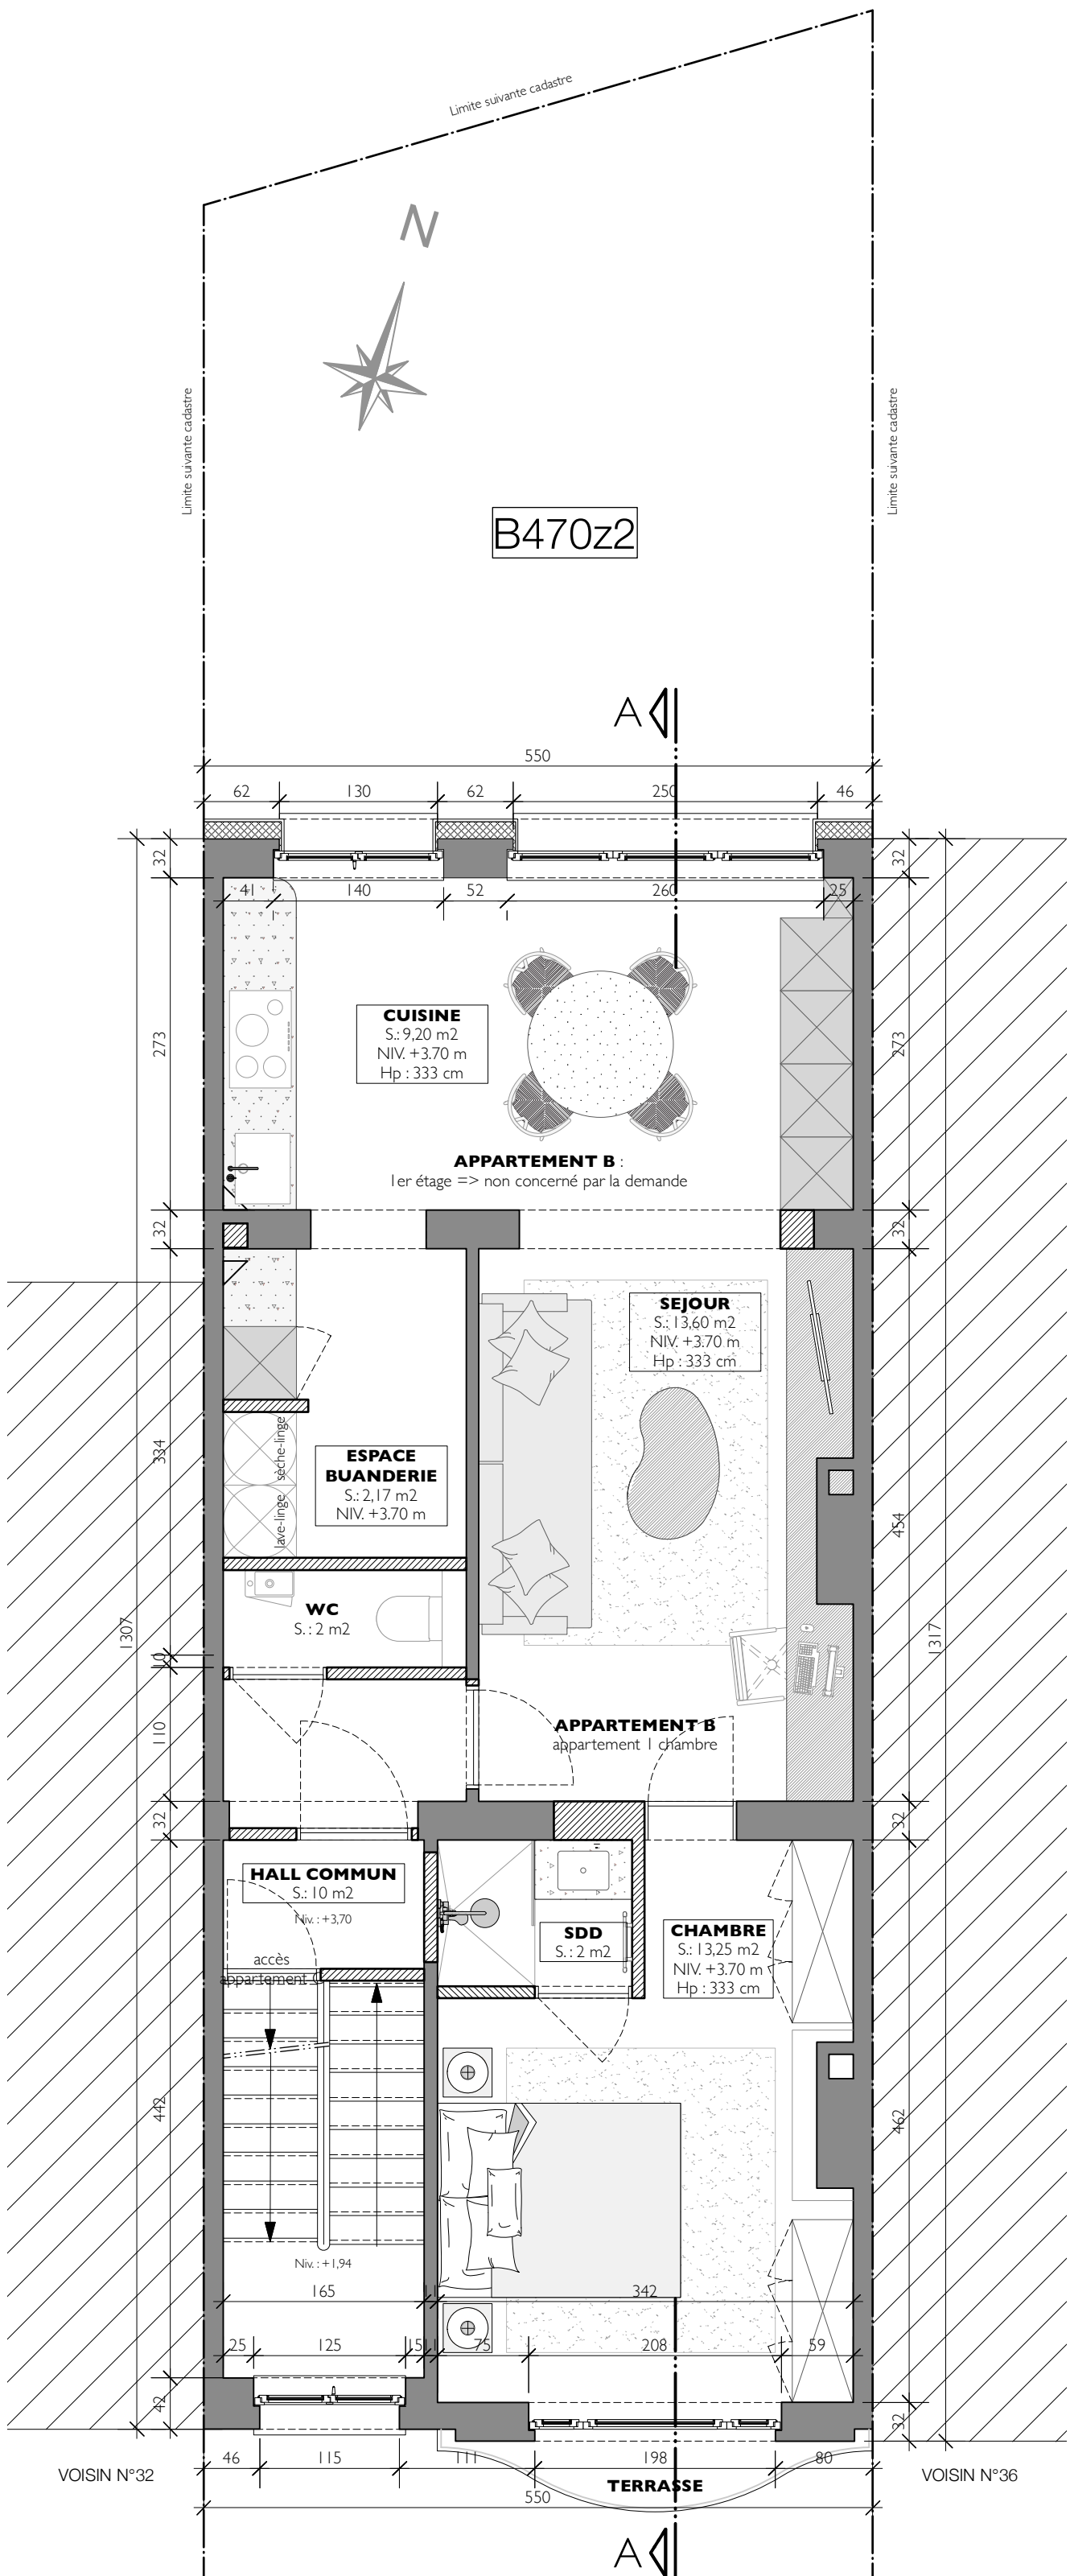 Limite suivante cadastre
N
Limite suivante cadastre
Limite suivante cadastre
B470z2
A
550
62 130 62 250 46
32
32
41 140 52 260 25
CUISINE
S.: 9,20 m2
NIV. +3.70 m
Hp : 333 cm
273
273
APPARTEMENT B :
1er étage => non concerné par la demande
32
32
SEJOUR
S.: 13,60 m2
NIV. +3.70 m
Hp : 333 cm
334
sèche-linge
lave-linge
ESPACE
BUANDERIE
S.: 2,17 m2
NIV. +3.70 m
454
WC
S. : 2 m2
1307
1317
10
110
APPARTEMENT B
appartement 1 chambre
32
32
HALL COMMUN
S.: 10 m2
Niv. : +3,70
accès
appartement
SDD
S. : 2 m2
CHAMBRE
S.: 13,25 m2
NIV. +3.70 m
Hp : 333 cm
442
462
Niv. : +1,94
165 11 342
25 125 15 11 75 208 59
42
32
46 115 111 198 80
VOISIN N°32
VOISIN N°36
TERRASSE
550
A